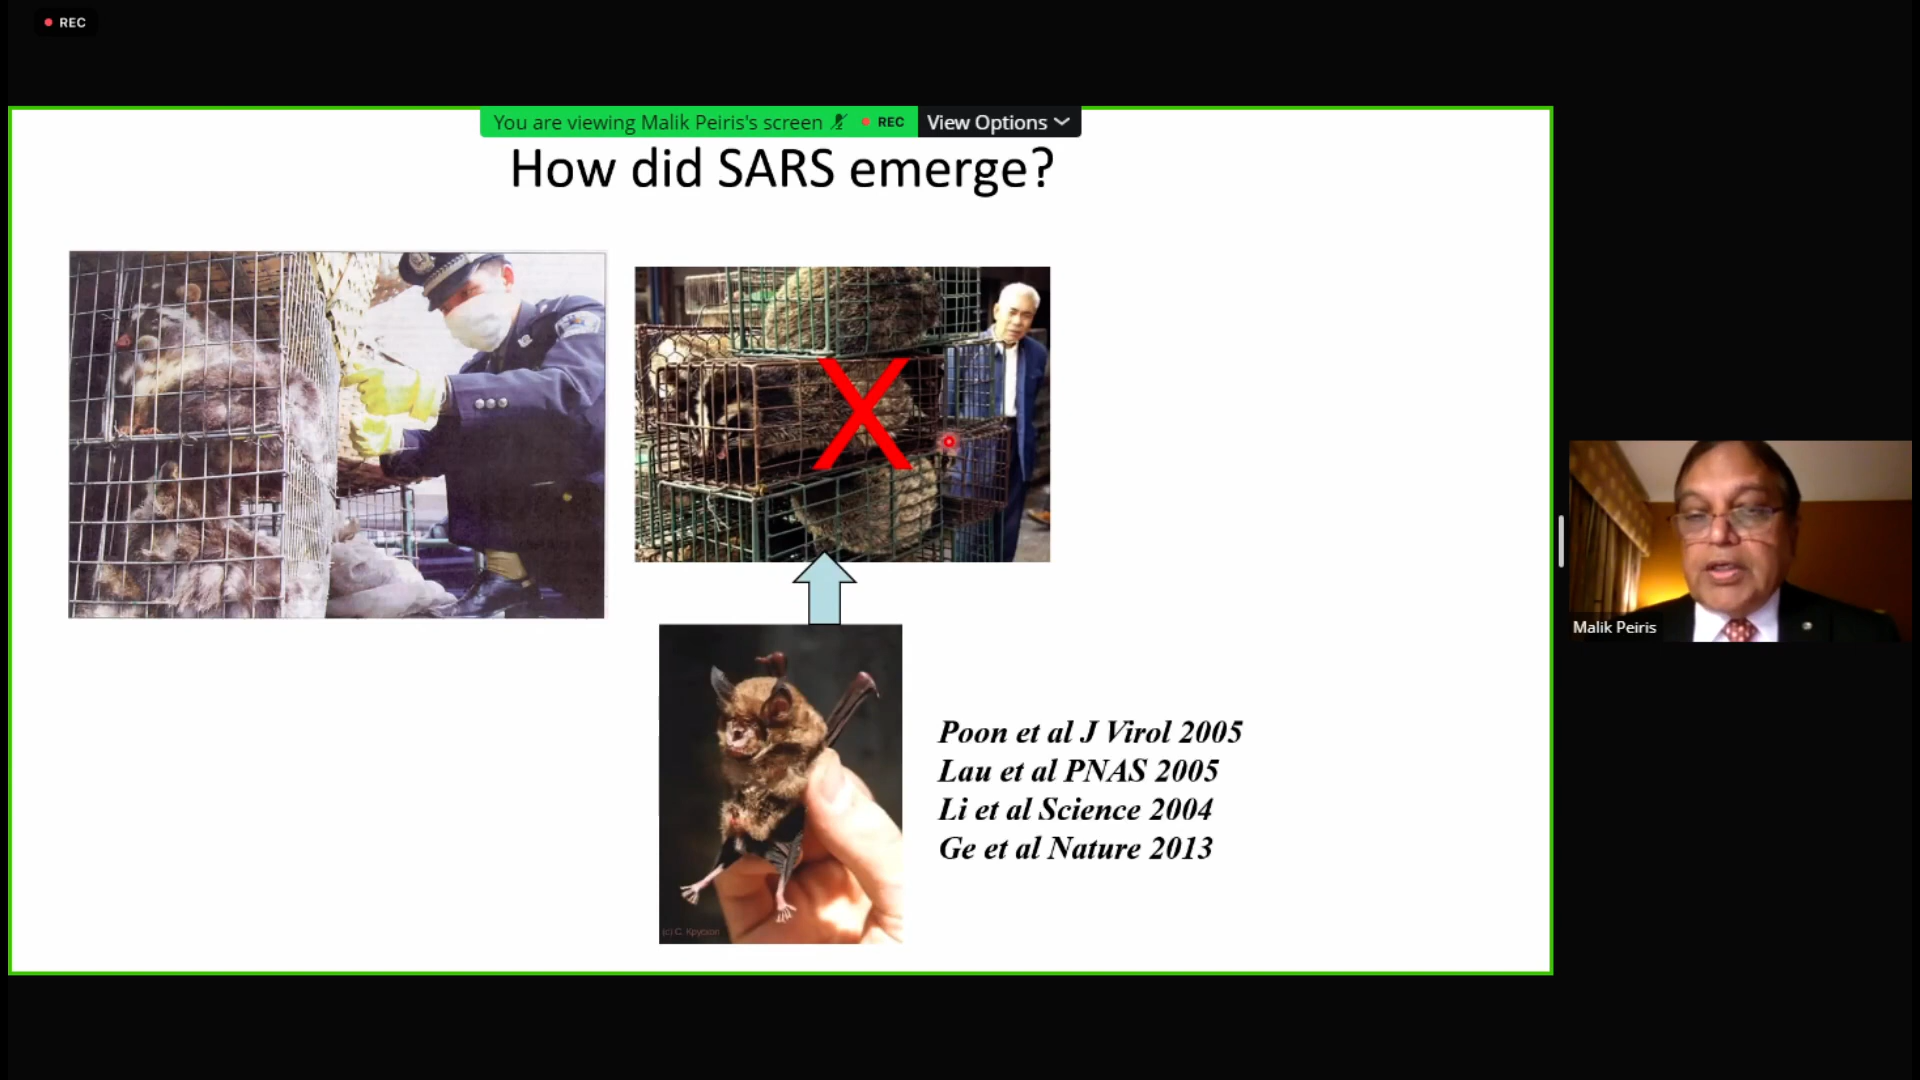 REC
You are viewing Malik Peiris's screen REC View Options
How did SARS emerge?
Malik Peiris
Poon et al J Virol 2005
Lau et al PNAS 2005
Li et al Science 2004
Ge et al Nature 2013
(c) С. Крускоп